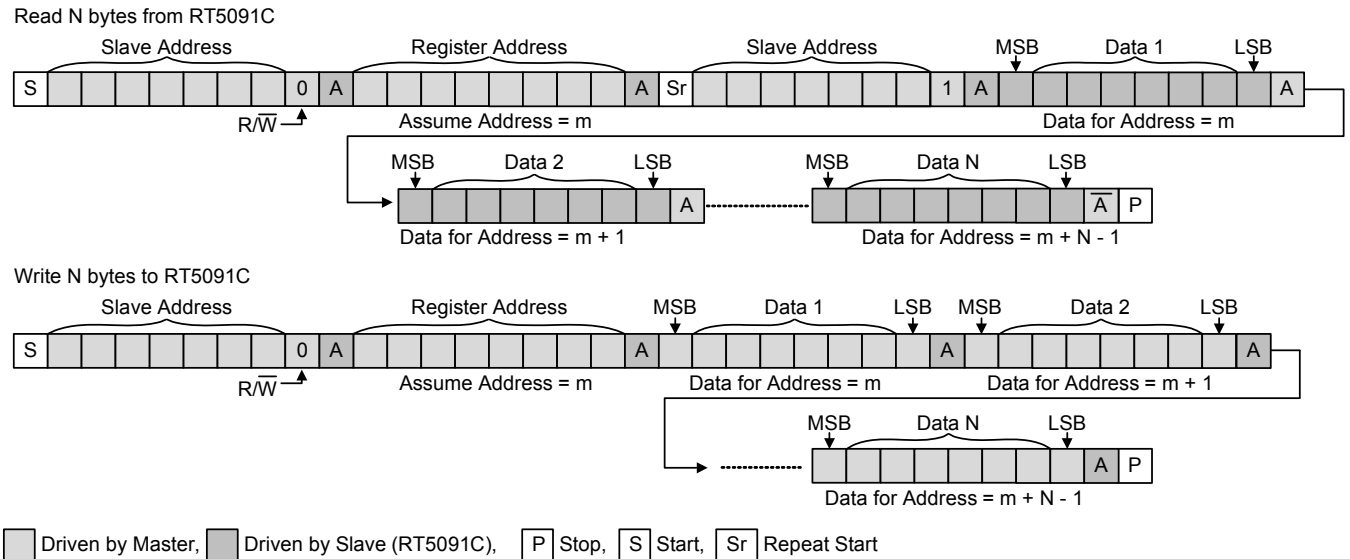 Read N bytes from RT5091C
Slave Address Register Address Slave Address MSB Data 1 LSB
S 0 A A Sr 1 A A
R/W̅ Assume Address = m Data for Address = m
MSB Data 2 LSB MSB Data N LSB
A A̅ P
Data for Address = m + 1 Data for Address = m + N - 1
Write N bytes to RT5091C
Slave Address Register Address MSB Data 1 LSB MSB Data 2 LSB
S 0 A A A A
R/W̅ Assume Address = m Data for Address = m Data for Address = m + 1
MSB Data N LSB
A P
Data for Address = m + N - 1
Driven by Master, Driven by Slave (RT5091C), P Stop, S Start, Sr Repeat Start